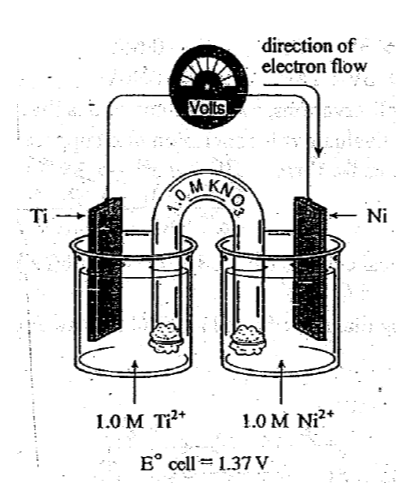 direction of
electron flow
Volts
1.0 M KNO3
Ti
Ni
1.0 M Ti²⁺
1.0 M Ni²⁺
E° cell = 1.37 V